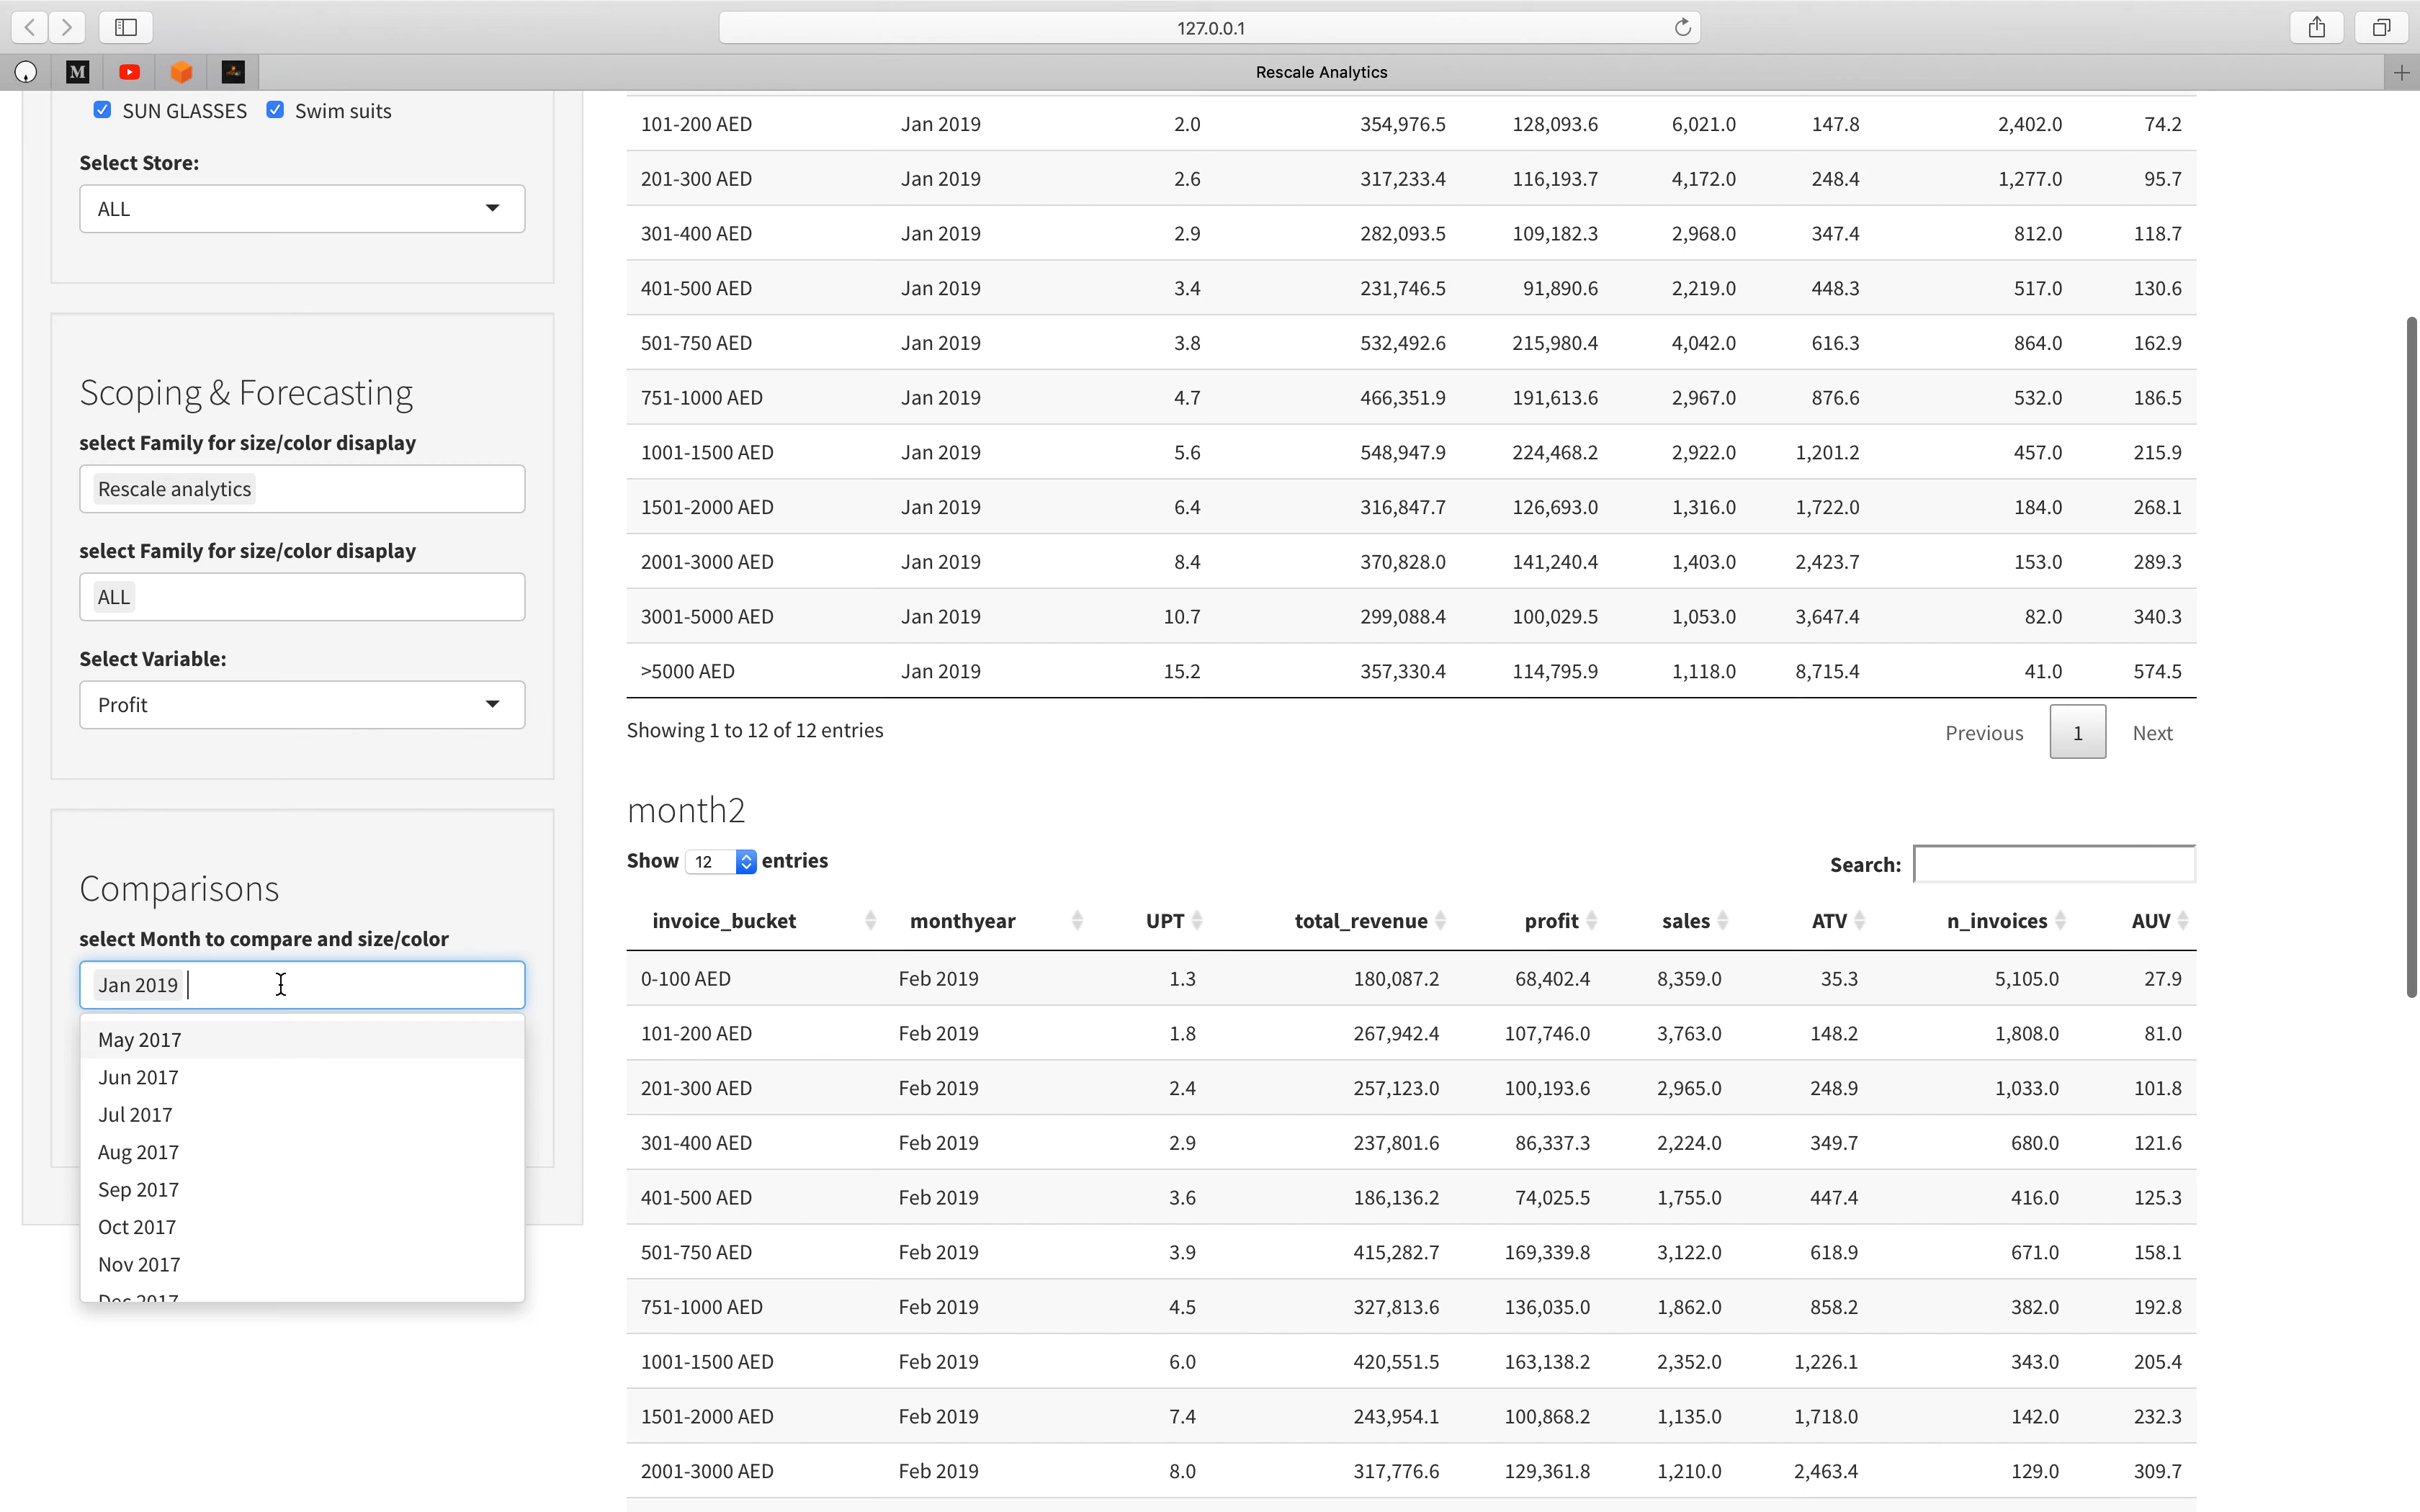 127.0.0.1
M
Rescale Analytics
SUN GLASSES Swim suits
Select Store:
ALL
Scoping & Forecasting
select Family for size/color disaplay
Rescale analytics
select Family for size/color disaplay
ALL
Select Variable:
Profit
Comparisons
select Month to compare and size/color
Jan 2019
May 2017
Jun 2017
Jul 2017
Aug 2017
Sep 2017
Oct 2017
Nov 2017
Dec 2017
101-200 AED Jan 2019 2.0 354,976.5 128,093.6 6,021.0 147.8 2,402.0 74.2
201-300 AED Jan 2019 2.6 317,233.4 116,193.7 4,172.0 248.4 1,277.0 95.7
301-400 AED Jan 2019 2.9 282,093.5 109,182.3 2,968.0 347.4 812.0 118.7
401-500 AED Jan 2019 3.4 231,746.5 91,890.6 2,219.0 448.3 517.0 130.6
501-750 AED Jan 2019 3.8 532,492.6 215,980.4 4,042.0 616.3 864.0 162.9
751-1000 AED Jan 2019 4.7 466,351.9 191,613.6 2,967.0 876.6 532.0 186.5
1001-1500 AED Jan 2019 5.6 548,947.9 224,468.2 2,922.0 1,201.2 457.0 215.9
1501-2000 AED Jan 2019 6.4 316,847.7 126,693.0 1,316.0 1,722.0 184.0 268.1
2001-3000 AED Jan 2019 8.4 370,828.0 141,240.4 1,403.0 2,423.7 153.0 289.3
3001-5000 AED Jan 2019 10.7 299,088.4 100,029.5 1,053.0 3,647.4 82.0 340.3
>5000 AED Jan 2019 15.2 357,330.4 114,795.9 1,118.0 8,715.4 41.0 574.5
Showing 1 to 12 of 12 entries
Previous 1 Next
month2
Show 12 entries
Search:
invoice_bucket monthyear UPT total_revenue profit sales ATV n_invoices AUV
0-100 AED Feb 2019 1.3 180,087.2 68,402.4 8,359.0 35.3 5,105.0 27.9
101-200 AED Feb 2019 1.8 267,942.4 107,746.0 3,763.0 148.2 1,808.0 81.0
201-300 AED Feb 2019 2.4 257,123.0 100,193.6 2,965.0 248.9 1,033.0 101.8
301-400 AED Feb 2019 2.9 237,801.6 86,337.3 2,224.0 349.7 680.0 121.6
401-500 AED Feb 2019 3.6 186,136.2 74,025.5 1,755.0 447.4 416.0 125.3
501-750 AED Feb 2019 3.9 415,282.7 169,339.8 3,122.0 618.9 671.0 158.1
751-1000 AED Feb 2019 4.5 327,813.6 136,035.0 1,862.0 858.2 382.0 192.8
1001-1500 AED Feb 2019 6.0 420,551.5 163,138.2 2,352.0 1,226.1 343.0 205.4
1501-2000 AED Feb 2019 7.4 243,954.1 100,868.2 1,135.0 1,718.0 142.0 232.3
2001-3000 AED Feb 2019 8.0 317,776.6 129,361.8 1,210.0 2,463.4 129.0 309.7